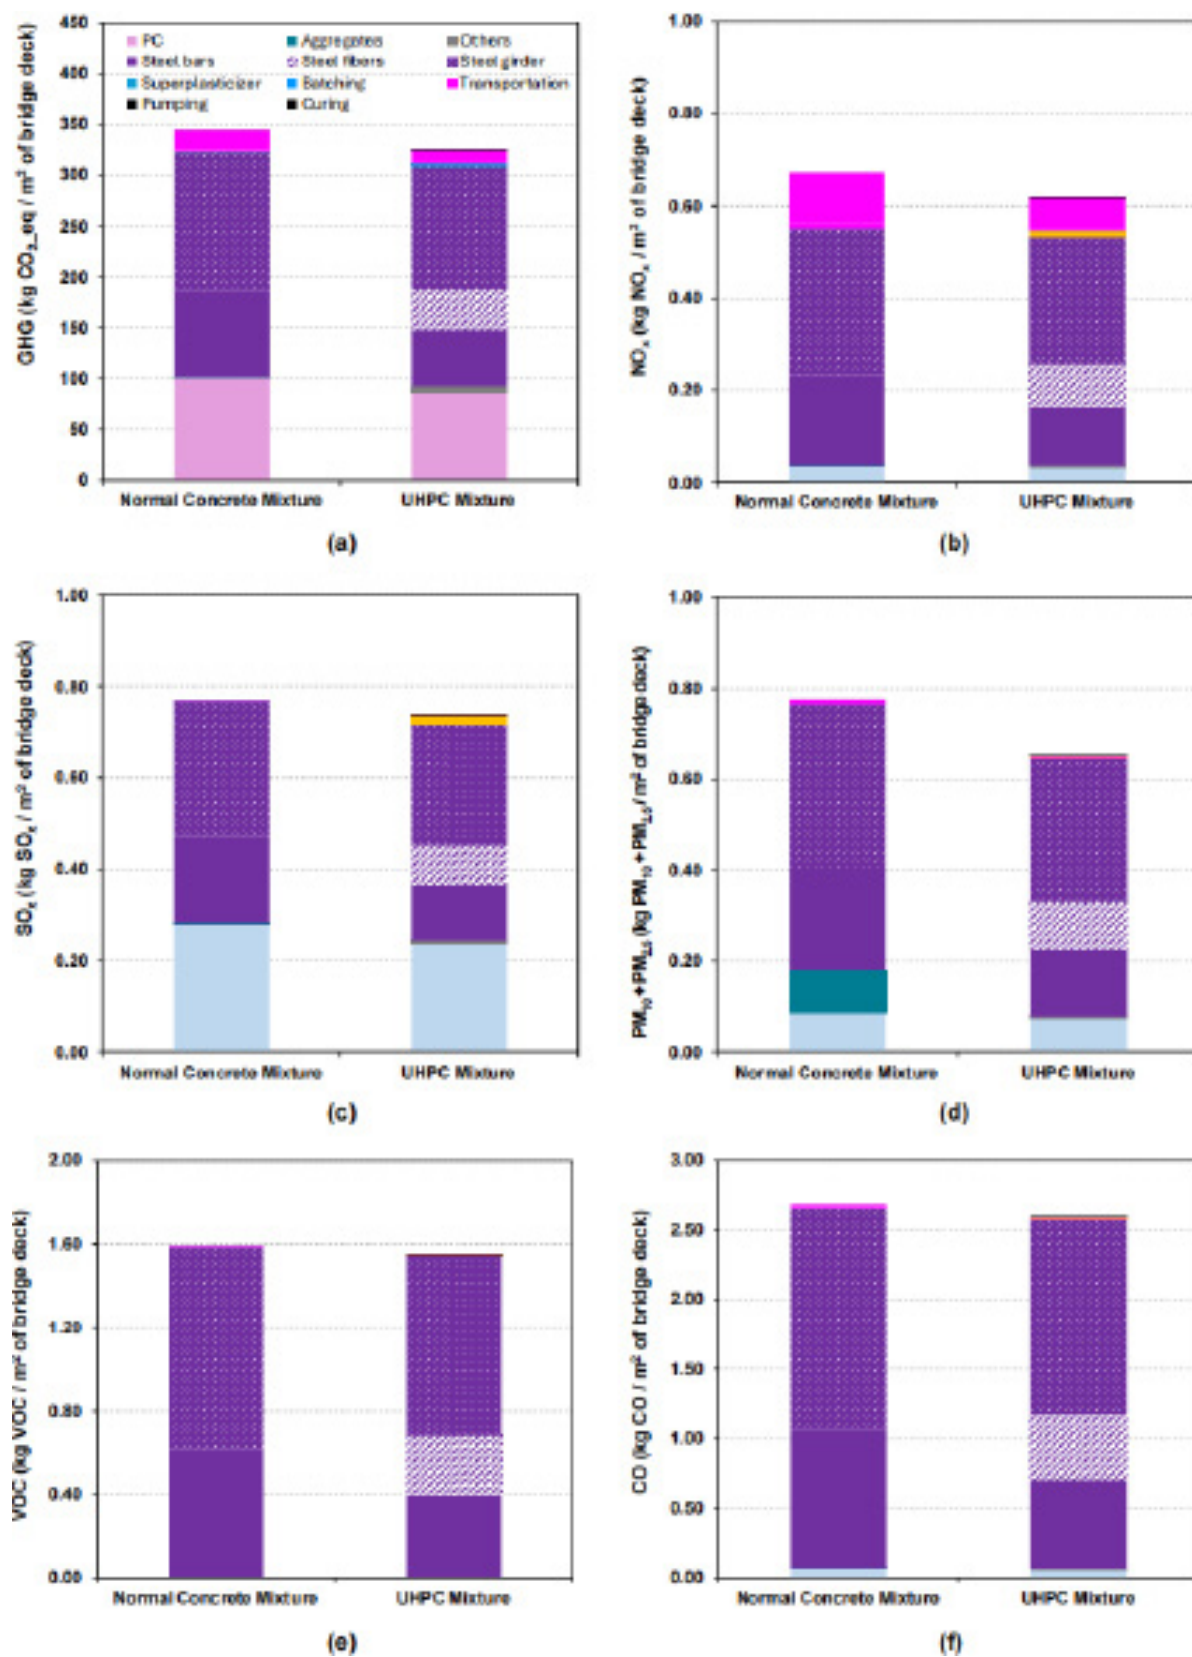 GHG (kg CO2_eq / m² of bridge deck)
450
400
350
300
250
200
150
100
50
0
PC
Aggregates
Others
Steel bars
Steel fibers
Steel girder
Superplasticizer
Batching
Transportation
Pumping
Curing
Normal Concrete Mixture
UHPC Mixture
(a)
NOx (kg NOx / m² of bridge deck)
1.00
0.80
0.60
0.40
0.20
0.00
Normal Concrete Mixture
UHPC Mixture
(b)
SOx (kg SOx / m² of bridge deck)
1.00
0.80
0.60
0.40
0.20
0.00
Normal Concrete Mixture
UHPC Mixture
(c)
PM10+PM2.5 (kg PM10+PM2.5/ m² of bridge deck)
1.00
0.80
0.60
0.40
0.20
0.00
Normal Concrete Mixture
UHPC Mixture
(d)
VOC (kg VOC / m² of bridge deck)
2.00
1.60
1.20
0.80
0.40
0.00
Normal Concrete Mixture
UHPC Mixture
(e)
CO (kg CO / m² of bridge deck)
3.00
2.50
2.00
1.50
1.00
0.50
0.00
Normal Concrete Mixture
UHPC Mixture
(f)